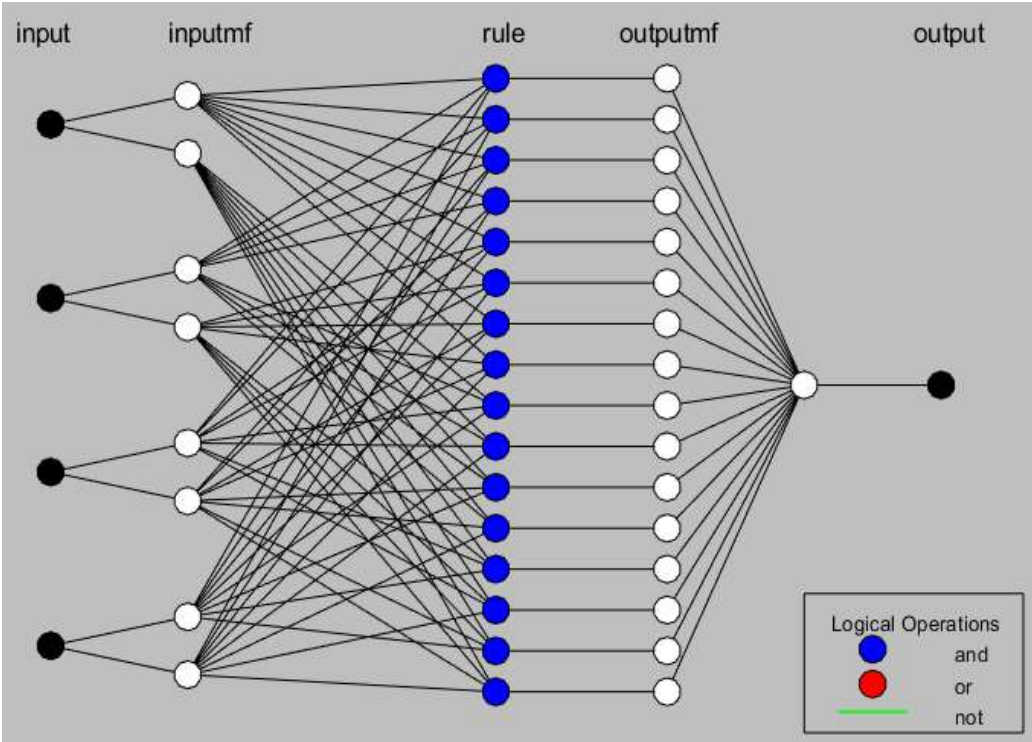 input inputmf rule outputmf output
Logical Operations
and
or
not